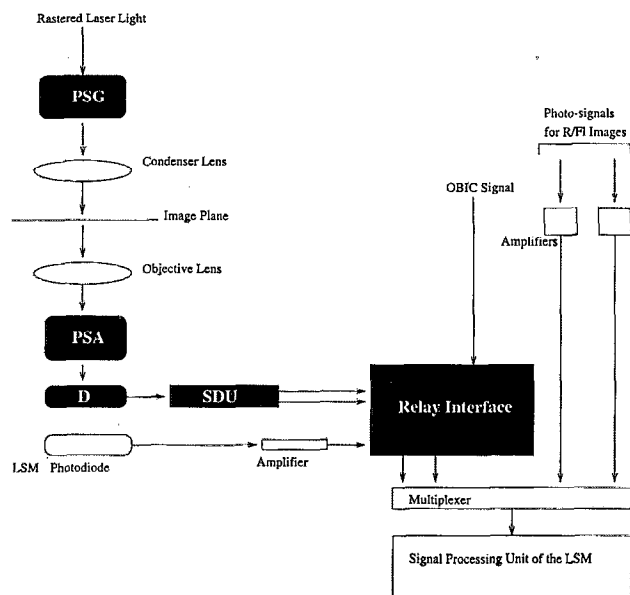 Rastered Laser Light
PSG
Condenser Lens
Image Plane
Objective Lens
PSA
D
SDU
LSM Photodiode
Amplifier
OBIC Signal
Photo-signals
for R/Fl Images
Amplifiers
Relay Interface
Multiplexer
Signal Processing Unit of the LSM